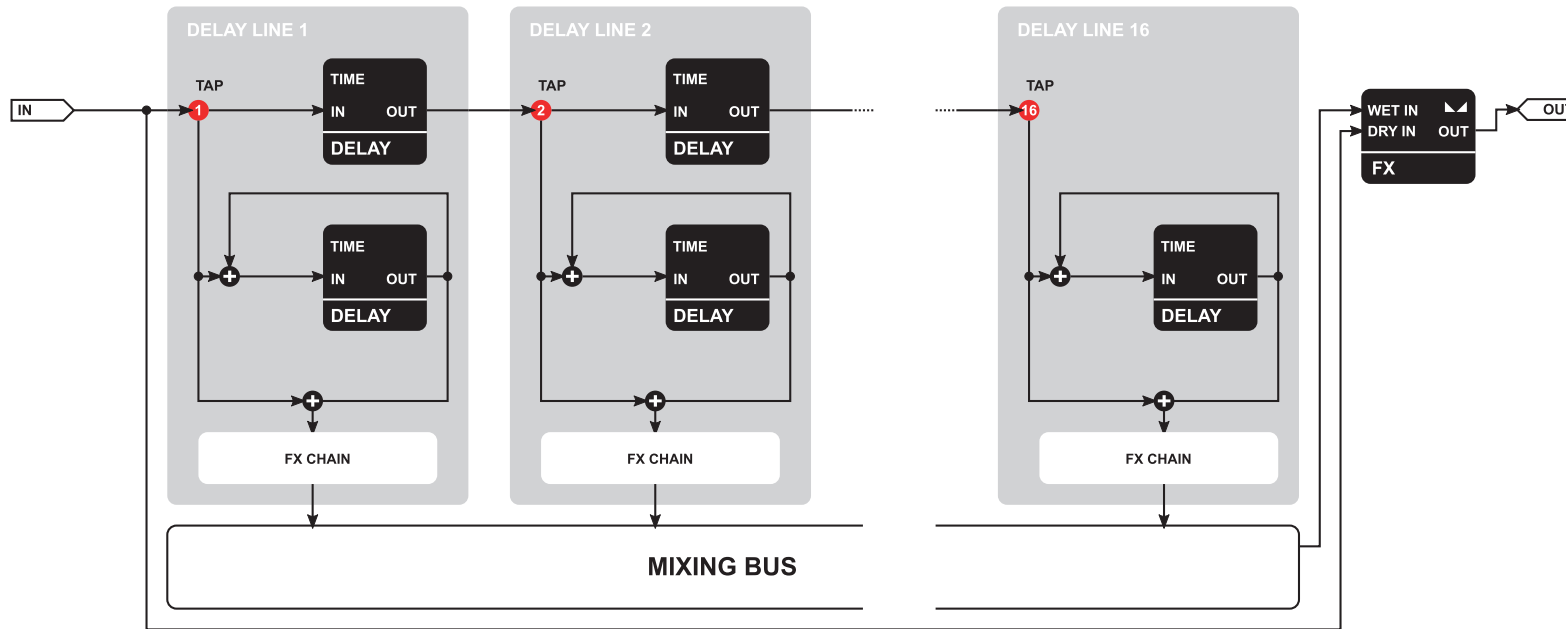 DELAY LINE 1
DELAY LINE 2
DELAY LINE 16
TAP
TIME
TAP
TIME
TAP
IN
1
IN OUT
2
IN OUT
16
WET IN
DRY IN OUT
OUT
DELAY
DELAY
FX
TIME
TIME
TIME
IN OUT
IN OUT
IN OUT
DELAY
DELAY
DELAY
FX CHAIN
FX CHAIN
FX CHAIN
MIXING BUS